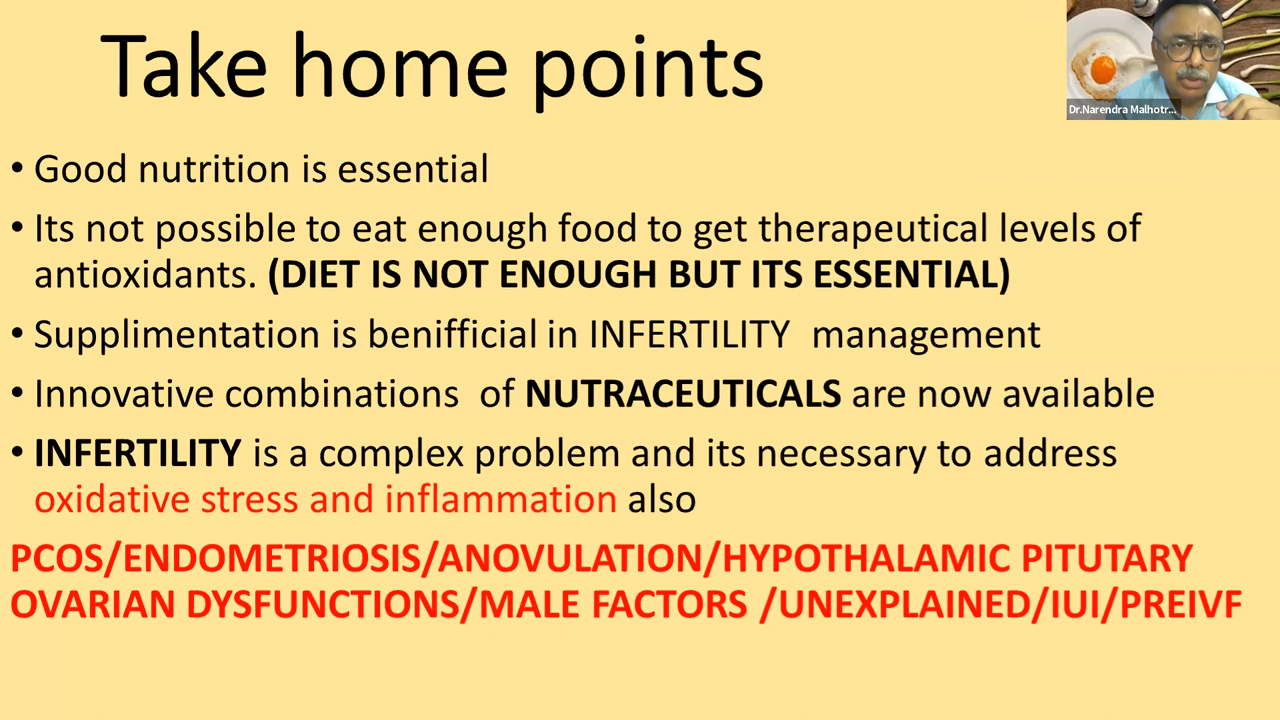 Take home points
Dr.Narendra Malhotr...
• Good nutrition is essential
• Its not possible to eat enough food to get therapeutical levels of
antioxidants. (DIET IS NOT ENOUGH BUT ITS ESSENTIAL)
• Supplimentation is benifficial in INFERTILITY management
• Innovative combinations of NUTRACEUTICALS are now available
• INFERTILITY is a complex problem and its necessary to address
oxidative stress and inflammation also
PCOS/ENDOMETRIOSIS/ANOVULATION/HYPOTHALAMIC PITUTARY
OVARIAN DYSFUNCTIONS/MALE FACTORS /UNEXPLAINED/IUI/PREIVF